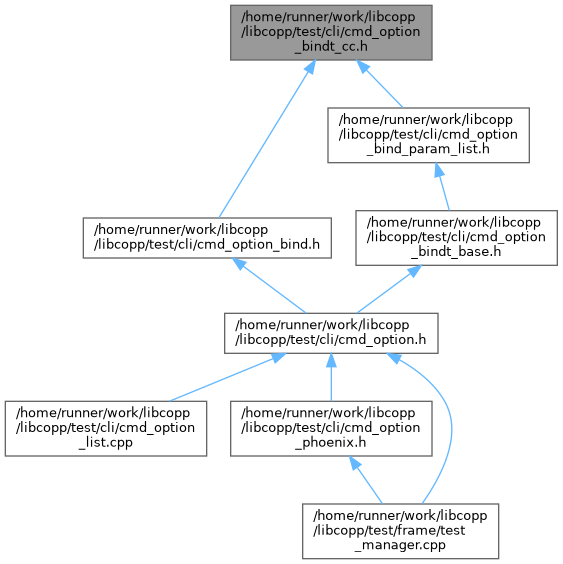 /home/runner/work/libcopp
/libcopp/test/cli/cmd_option
_bindt_cc.h
/home/runner/work/libcopp
/libcopp/test/cli/cmd_option
_bind_param_list.h
/home/runner/work/libcopp
/libcopp/test/cli/cmd_option_bind.h
/home/runner/work/libcopp
/libcopp/test/cli/cmd_option
_bindt_base.h
/home/runner/work/libcopp
/libcopp/test/cli/cmd_option.h
/home/runner/work/libcopp
/libcopp/test/cli/cmd_option
_list.cpp
/home/runner/work/libcopp
/libcopp/test/cli/cmd_option
_phoenix.h
/home/runner/work/libcopp
/libcopp/test/frame/test
_manager.cpp